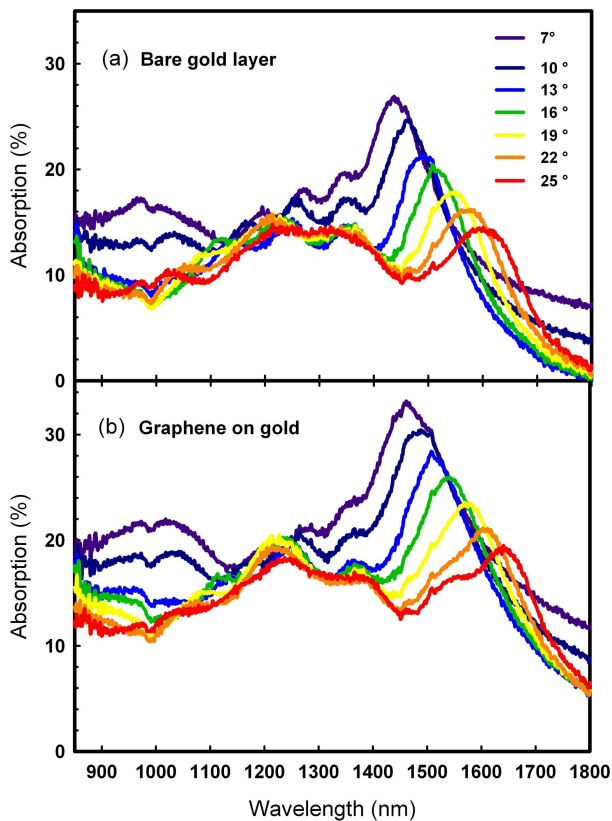 (a) Bare gold layer
7°
10 °
13 °
16 °
19 °
22 °
25 °
Absorption (%)
30
20
10
0
(b) Graphene on gold
Absorption (%)
30
20
10
0
900 1000 1100 1200 1300 1400 1500 1600 1700 1800
Wavelength (nm)